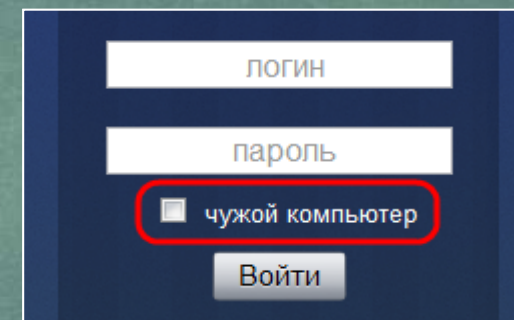 логин
пароль
чужой компьютер
Войти